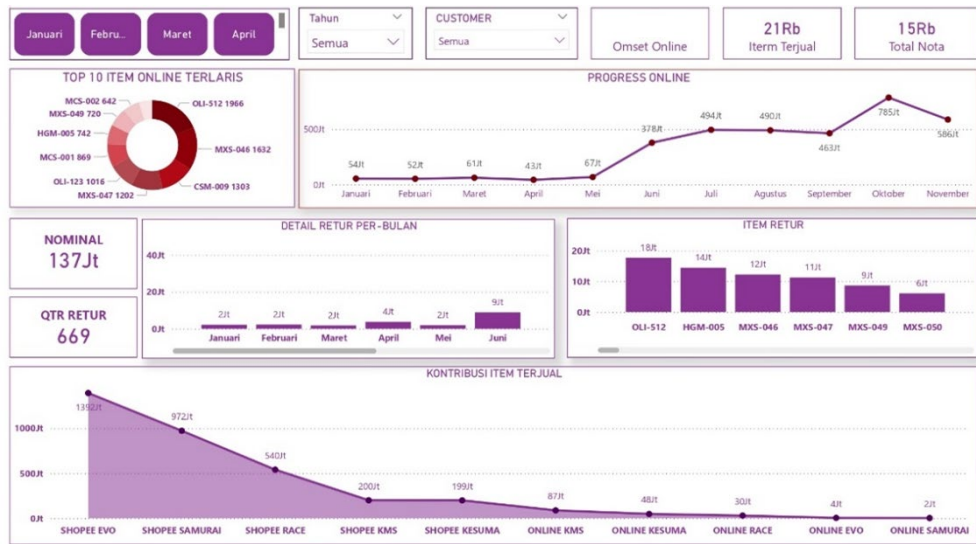 Januari
Febru...
Maret
April
Tahun
Semua
CUSTOMER
Semua
Omset Online
21Rb
Iterm Terjual
15Rb
Total Nota
TOP 10 ITEM ONLINE TERLARIS
MCS-002 642
MXS-049 720
HGM-005 742
MCS-001 869
OLI-123 1016
MXS-047 1202
OLI-512 1966
MXS-046 1632
CSM-009 1303
PROGRESS ONLINE
500Jt
0Jt
54Jt
52Jt
61Jt
43Jt
67Jt
378Jt
494Jt
490Jt
463Jt
785Jt
586Jt
Januari
Februari
Maret
April
Mei
Juni
Juli
Agustus
September
Oktober
November
NOMINAL
137Jt
QTR RETUR
669
DETAIL RETUR PER-BULAN
40Jt
20Jt
0Jt
2Jt
2Jt
2Jt
4Jt
2Jt
9Jt
Januari
Februari
Maret
April
Mei
Juni
ITEM RETUR
20Jt
10Jt
0Jt
18Jt
14Jt
12Jt
11Jt
9Jt
6Jt
OLI-512
HGM-005
MXS-046
MXS-047
MXS-049
MXS-050
KONTRIBUSI ITEM TERJUAL
1000Jt
500Jt
0Jt
1392Jt
972Jt
540Jt
200Jt
199Jt
87Jt
48Jt
30Jt
4Jt
2Jt
SHOPEE EVO
SHOPEE SAMURAI
SHOPEE RACE
SHOPEE KMS
SHOPEE KESUMA
ONLINE KMS
ONLINE KESUMA
ONLINE RACE
ONLINE EVO
ONLINE SAMURAI